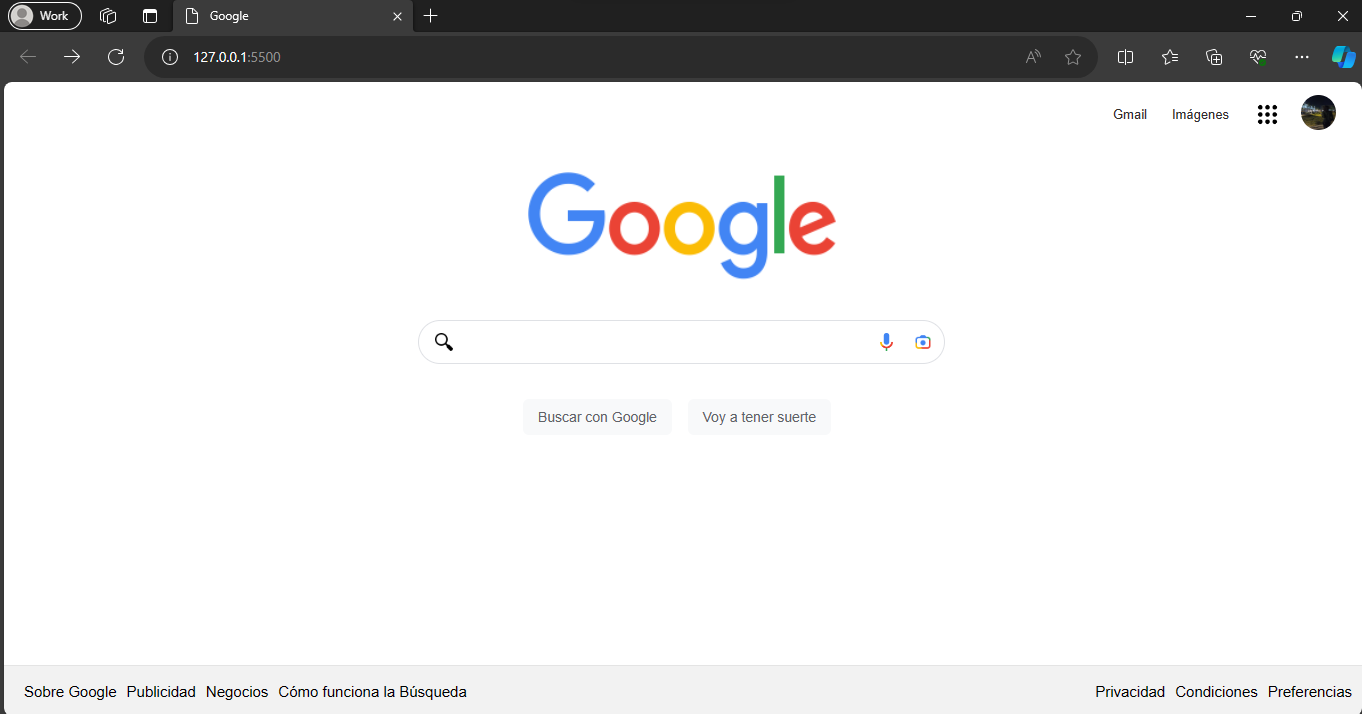 Work
Google
127.0.0.1:5500
Gmail Imágenes
Google
Buscar con Google Voy a tener suerte
Sobre Google Publicidad Negocios Cómo funciona la Búsqueda Privacidad Condiciones Preferencias